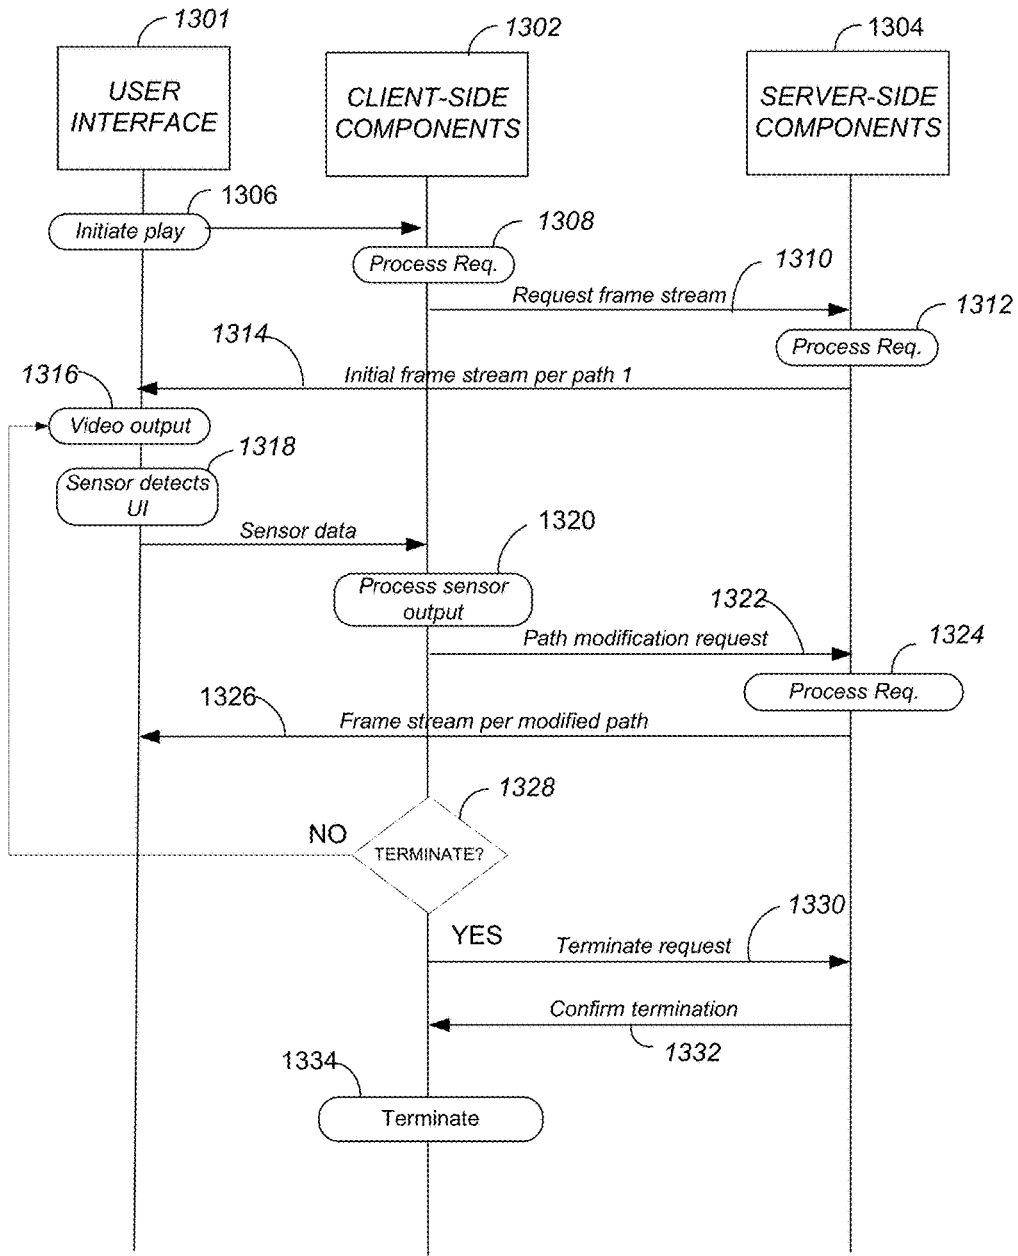 1301
1302
1304
USER
INTERFACE
CLIENT-SIDE
COMPONENTS
SERVER-SIDE
COMPONENTS
1306
Initiate play
1308
Process Req.
1310
Request frame stream
1312
Process Req.
1314
Initial frame stream per path 1
1316
Video output
1318
Sensor detects
UI
Sensor data
1320
Process sensor
output
1322
Path modification request
1324
Process Req.
1326
Frame stream per modified path
1328
NO
TERMINATE?
YES
1330
Terminate request
Confirm termination
1332
1334
Terminate